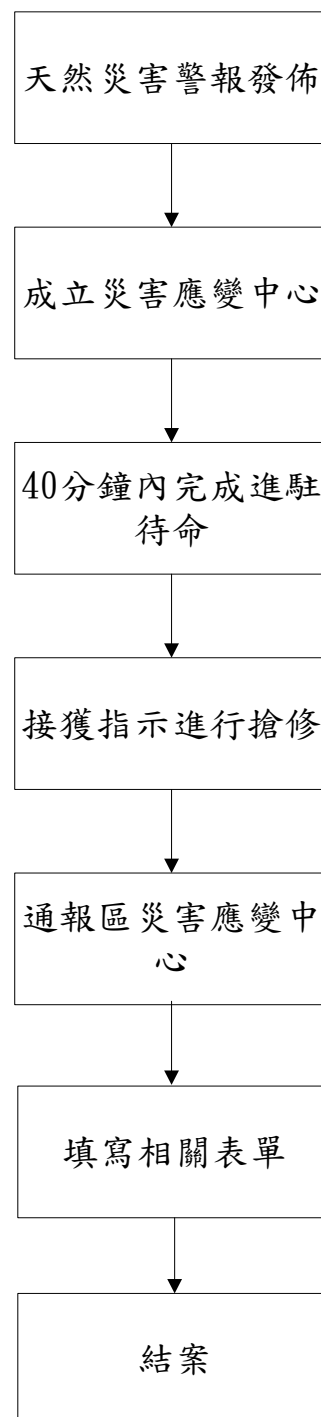 天然災害警報發佈
成立災害應變中心
40分鐘內完成進駐
待命
接獲指示進行搶修
通報區災害應變中
心
填寫相關表單
結案